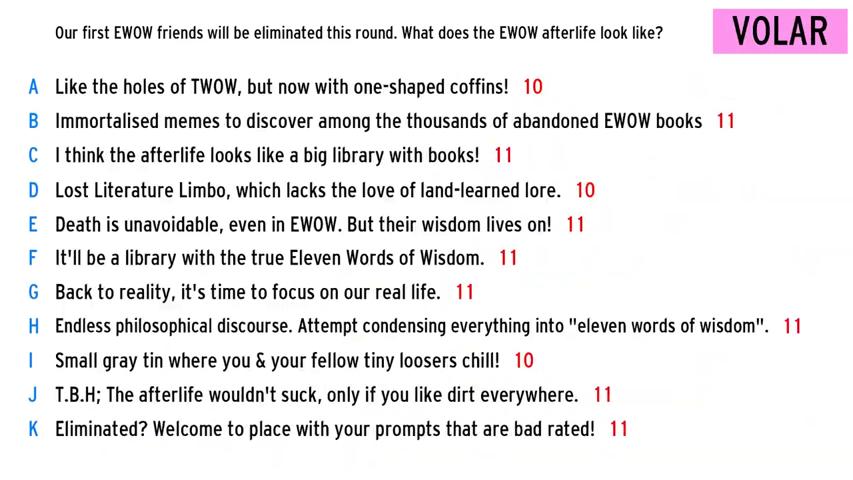 Our first EWOW friends will be eliminated this round. What does the EWOW afterlife look like?
VOLAR
A Like the holes of TWOW, but now with one-shaped coffins! 10
B Immortalised memes to discover among the thousands of abandoned EWOW books 11
C I think the afterlife looks like a big library with books! 11
D Lost Literature Limbo, which lacks the love of land-learned lore. 10
E Death is unavoidable, even in EWOW. But their wisdom lives on! 11
F It'll be a library with the true Eleven Words of Wisdom. 11
G Back to reality, it's time to focus on our real life. 11
H Endless philosophical discourse. Attempt condensing everything into "eleven words of wisdom". 11
I Small gray tin where you & your fellow tiny loosers chill! 10
J T.B.H; The afterlife wouldn't suck, only if you like dirt everywhere. 11
K Eliminated? Welcome to place with your prompts that are bad rated! 11